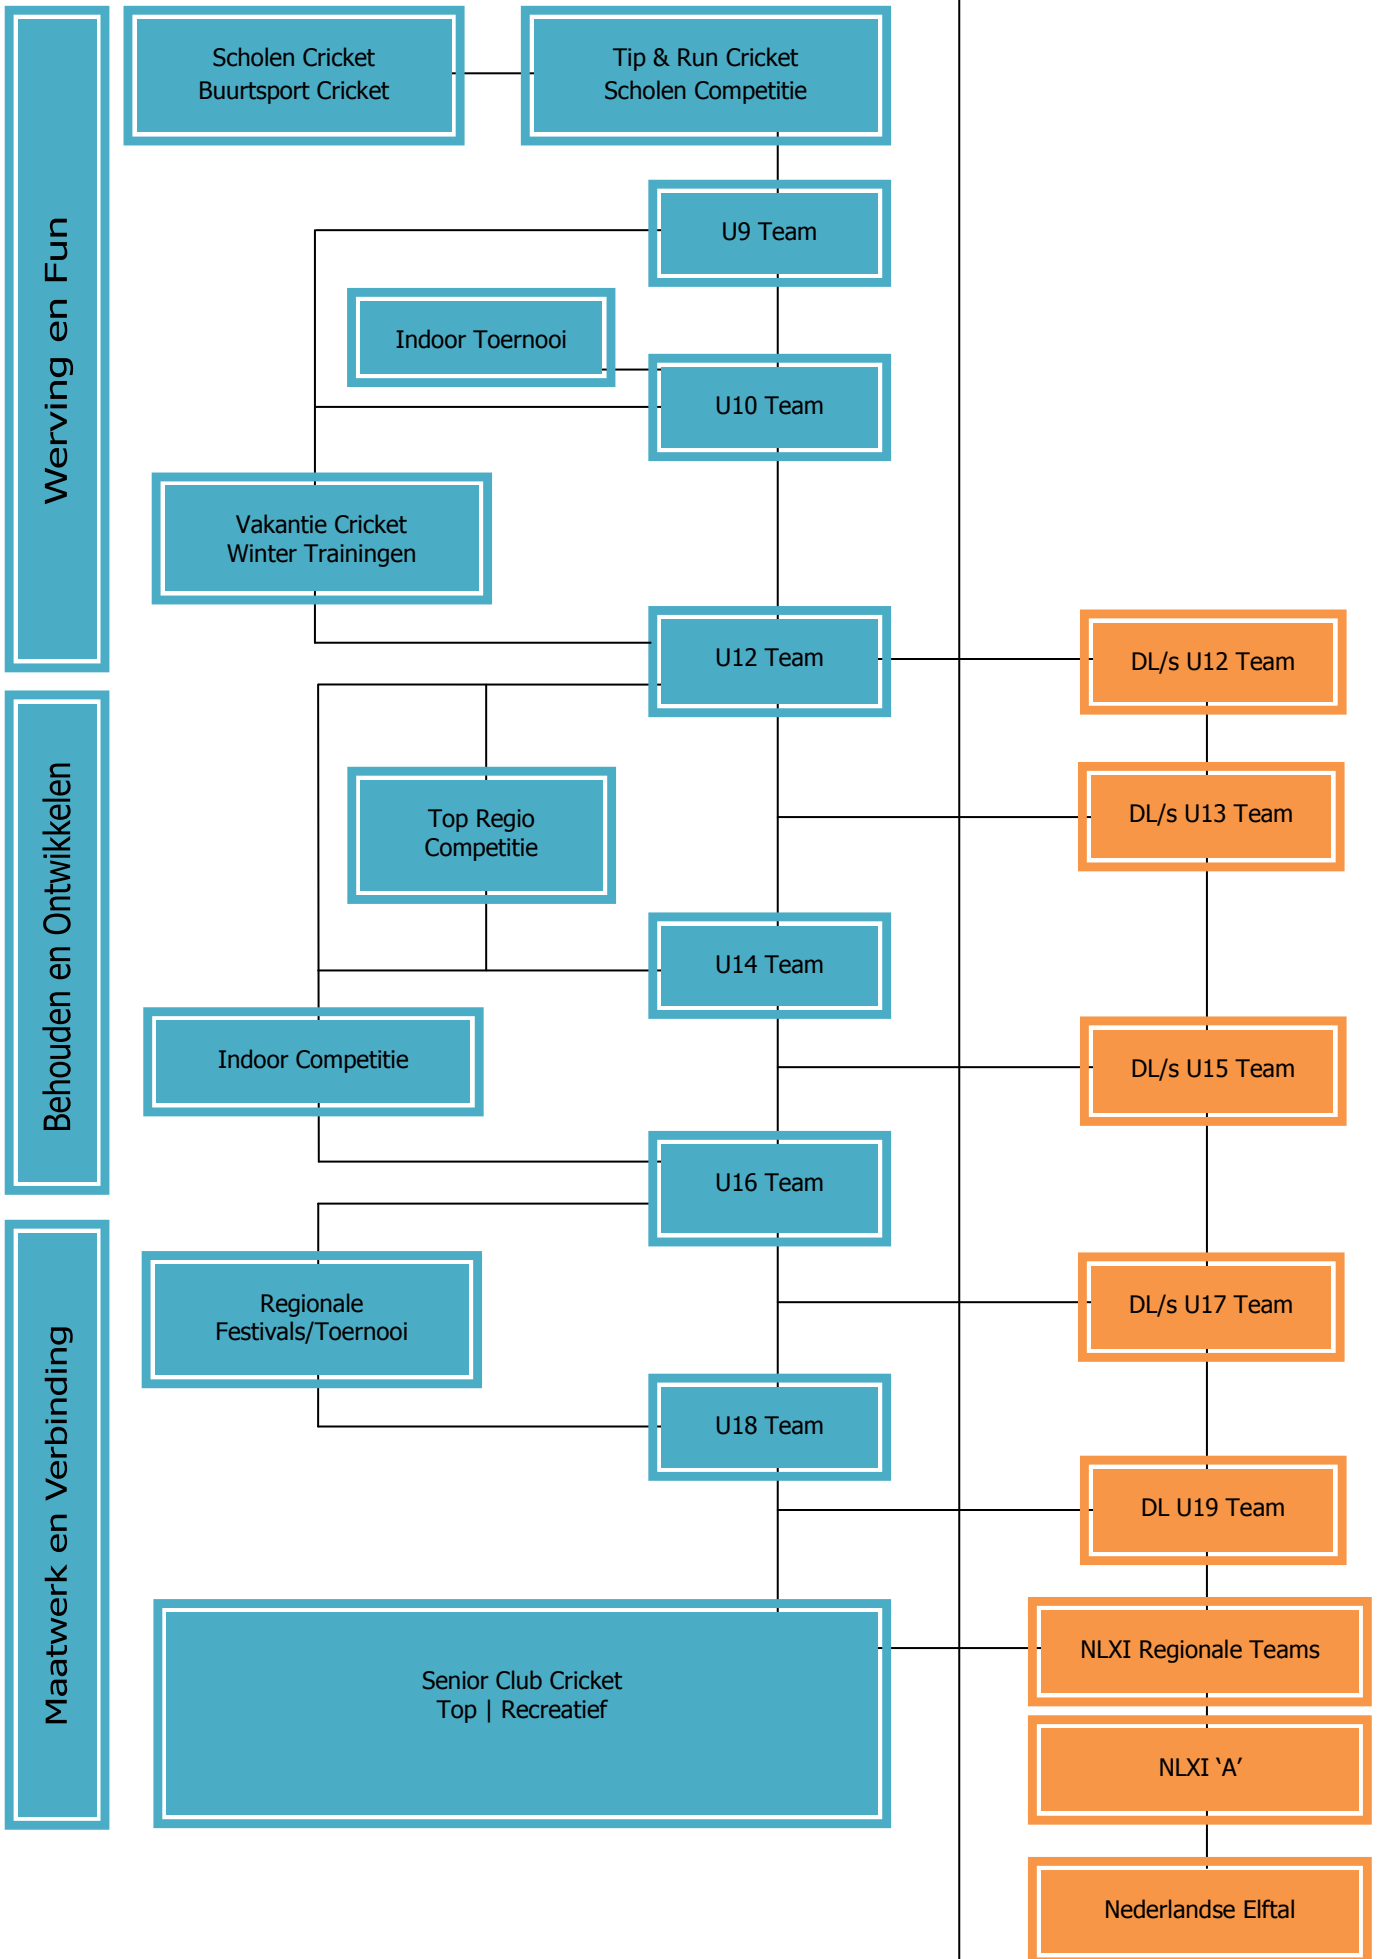 Werving en Fun
Scholen Cricket
Buurtsport Cricket
Tip & Run Cricket
Scholen Competitie
U9 Team
Indoor Toernooi
U10 Team
Vakantie Cricket
Winter Trainingen
U12 Team
DL/s U12 Team
Behouden en Ontwikkelen
Top Regio
Competitie
DL/s U13 Team
U14 Team
Indoor Competitie
DL/s U15 Team
U16 Team
Maatwerk en Verbinding
Regionale
Festivals/Toernooi
DL/s U17 Team
U18 Team
DL U19 Team
Senior Club Cricket
Top | Recreatief
NLXI Regionale Teams
NLXI ‘A’
Nederlandse Elftal